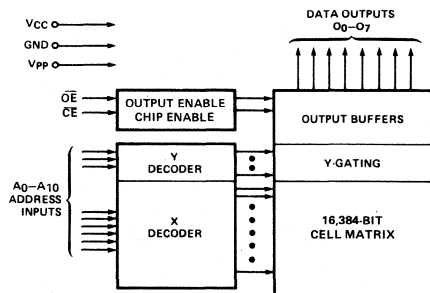 DATA OUTPUTS
O0–O7
VCC
GND
VPP
OE
CE
OUTPUT ENABLE
CHIP ENABLE
OUTPUT BUFFERS
Y
DECODER
Y-GATING
A0–A10
ADDRESS
INPUTS
X
DECODER
16,384-BIT
CELL MATRIX